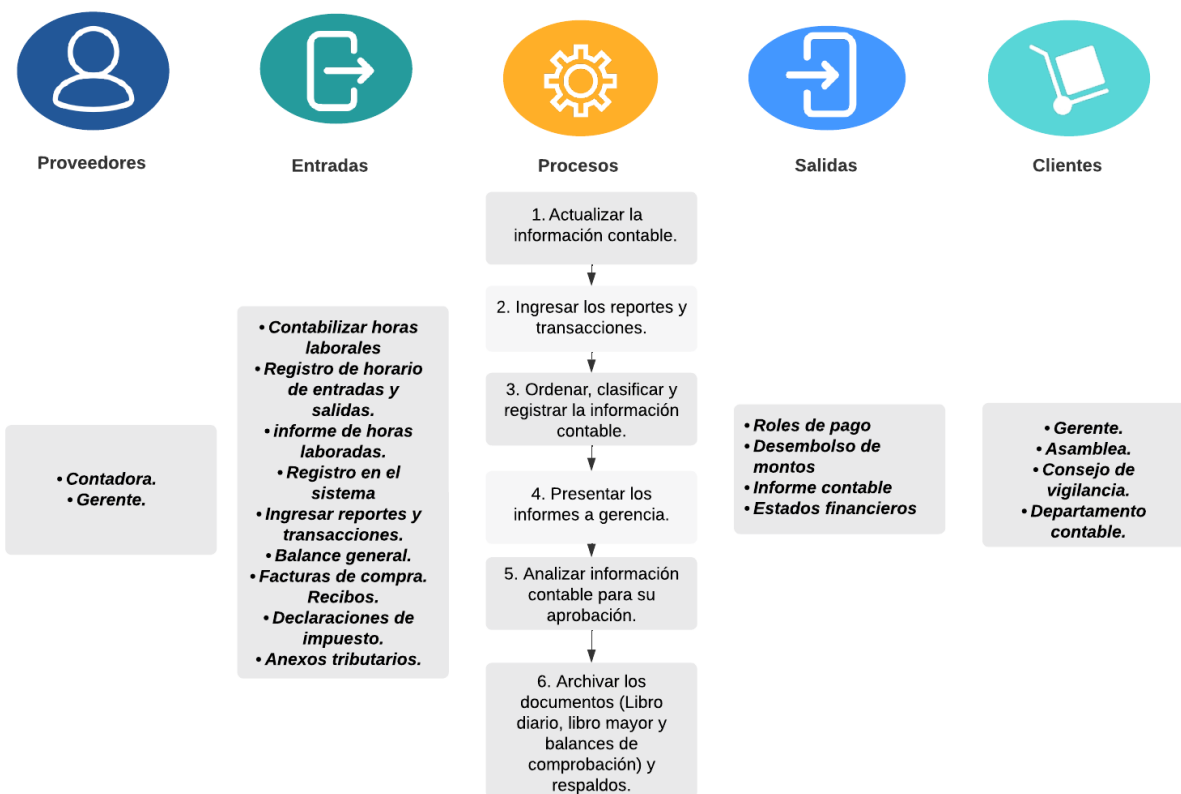 Proveedores
Entradas
Procesos
Salidas
Clientes
• Contadora.
• Gerente.
• Contabilizar horas
laborales
• Registro de horario
de entradas y
salidas.
• informe de horas
laboradas.
• Registro en el
sistema
• Ingresar reportes y
transacciones.
• Balance general.
• Facturas de compra.
Recibos.
• Declaraciones de
impuesto.
• Anexos tributarios.
1. Actualizar la
información contable.
2. Ingresar los reportes y
transacciones.
3. Ordenar, clasificar y
registrar la información
contable.
4. Presentar los
informes a gerencia.
5. Analizar información
contable para su
aprobación.
6. Archivar los
documentos (Libro
diario, libro mayor y
balances de
comprobación) y
respaldos.
• Roles de pago
• Desembolso de
montos
• Informe contable
• Estados financieros
• Gerente.
• Asamblea.
• Consejo de
vigilancia.
• Departamento
contable.